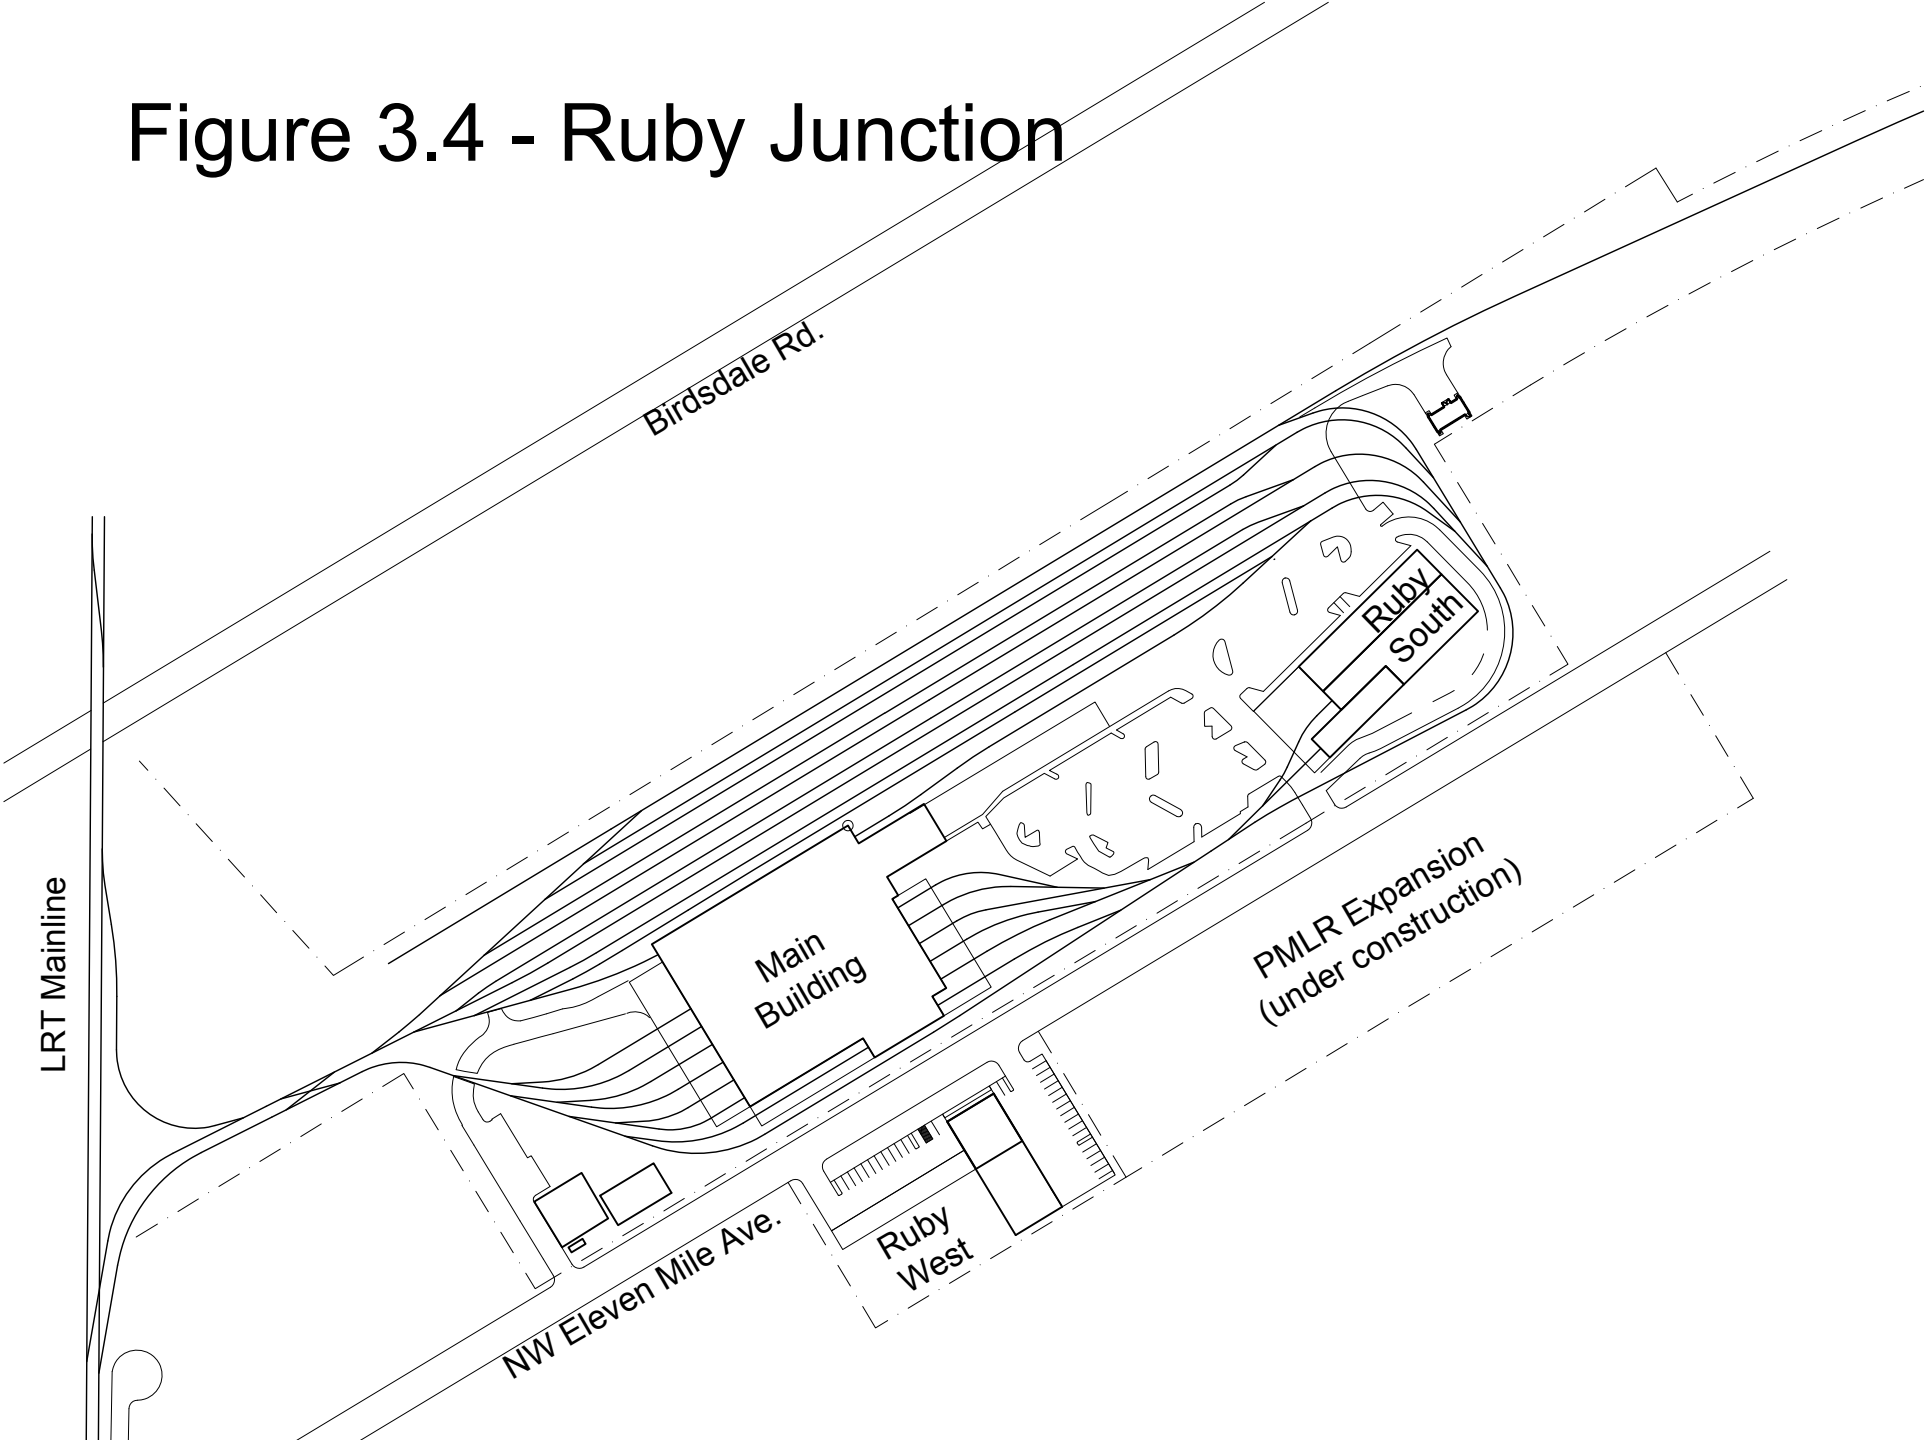 Figure 3.4 - Ruby Junction
Birdsdale Rd.
Ruby
South
LRT Mainline
Main
Building
PMLR Expansion
(under construction)
Ruby
West
NW Eleven Mile Ave.